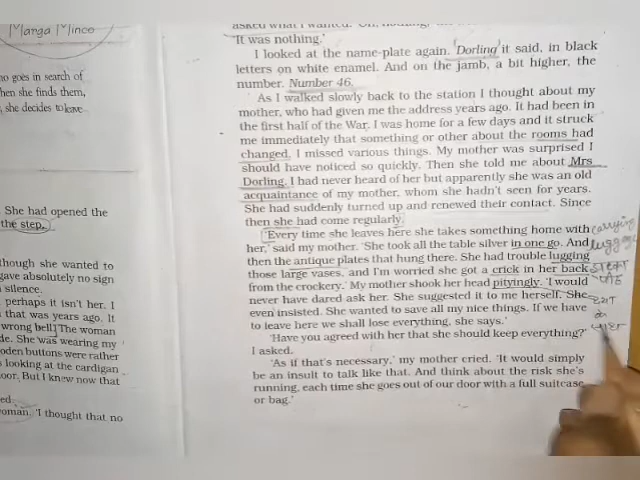 Marga Minco
no goes in search of
hen she finds them,
, she decides to leave
She had opened the
the step.
though she wanted to
gave absolutely no sign
silence.
perhaps it isn't her. I
that was years ago. It
wrong bell. The woman
de. She was wearing my
ooden buttons were rather
s looking at the cardigan
oor. But I knew now that
ed.
woman. 'I thought that no
asked what I wanted. Oh, nothing,
'It was nothing.'
I looked at the name-plate again. 'Dorling' it said, in black
letters on white enamel. And on the jamb, a bit higher, the
number. Number 46.
As I walked slowly back to the station I thought about my
mother, who had given me the address years ago. It had been in
the first half of the War. I was home for a few days and it struck
me immediately that something or other about the rooms had
changed. I missed various things. My mother was surprised I
should have noticed so quickly. Then she told me about Mrs
Dorling. I had never heard of her but apparently she was an old
acquaintance of my mother, whom she hadn't seen for years.
She had suddenly turned up and renewed their contact. Since
then she had come regularly.
'Every time she leaves here she takes something home with
her,' said my mother. 'She took all the table silver in one go. And
then the antique plates that hung there. She had trouble lugging
those large vases, and I'm worried she got a crick in her back
from the crockery.' My mother shook her head pityingly. 'I would
never have dared ask her. She suggested it to me herself. She
even insisted. She wanted to save all my nice things. If we have
to leave here we shall lose everything, she says.'
'Have you agreed with her that she should keep everything?'
I asked.
'As if that's necessary,' my mother cried. 'It would simply
be an insult to talk like that. And think about the risk she's
running, each time she goes out of our door with a full suitcase
or bag.'
carrying
luggage